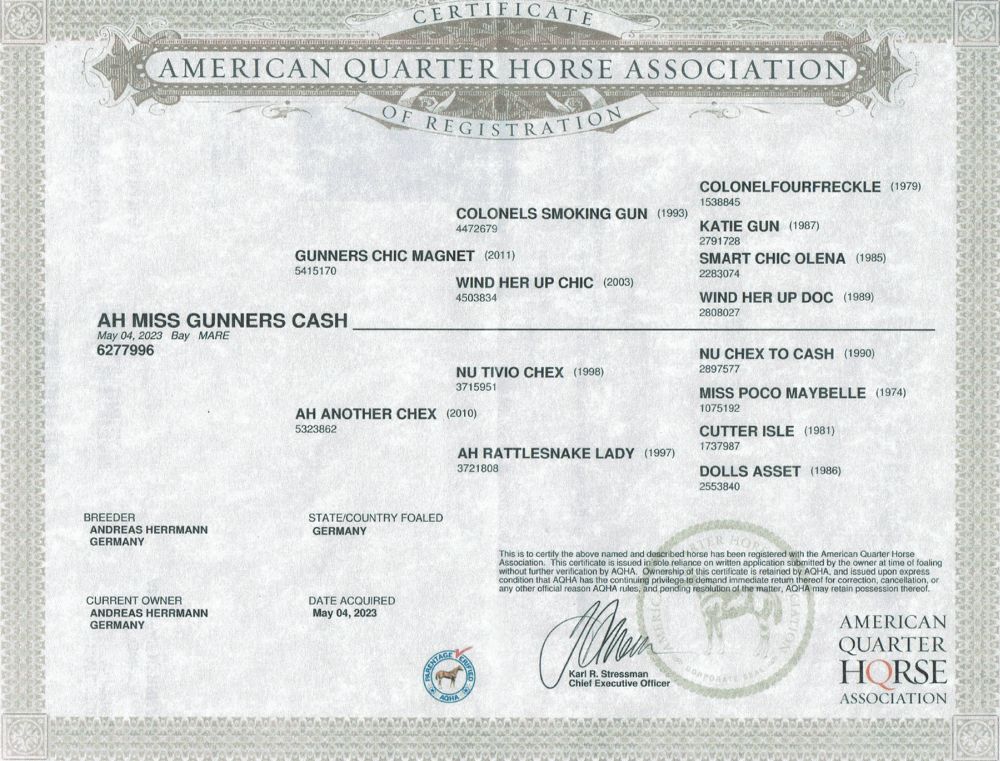 CERTIFICATE
AMERICAN QUARTER HORSE ASSOCIATION
OF REGISTRATION
COLONELFOURFRECKLE (1979)
1538845
COLONELS SMOKING GUN (1993)
4472679
KATIE GUN (1987)
2791728
GUNNERS CHIC MAGNET (2011)
5415170
SMART CHIC OLENA (1985)
2283074
WIND HER UP CHIC (2003)
4503834
WIND HER UP DOC (1989)
2808027
AH MISS GUNNERS CASH
May 04, 2023 Bay MARE
6277996
NU CHEX TO CASH (1990)
2897577
NU TIVIO CHEX (1998)
3715951
MISS POCO MAYBELLE (1974)
1075192
AH ANOTHER CHEX (2010)
5323862
CUTTER ISLE (1981)
1737987
AH RATTLESNAKE LADY (1997)
3721808
DOLLS ASSET (1986)
2553840
BREEDER
ANDREAS HERRMANN
GERMANY
STATE/COUNTRY FOALED
GERMANY
This is to certify the above named and described horse has been registered with the American Quarter Horse
Association. This certificate is issued in sole reliance on written application submitted by the owner at time of foaling
without further verification by AQHA. Ownership of this certificate is retained by AQHA, and issued upon express
condition that AQHA has the continuing privilege to demand immediate return thereof for correction, cancellation, or
any other official reason AQHA rules, and pending resolution of the matter, AQHA may retain possession thereof.
CURRENT OWNER
ANDREAS HERRMANN
GERMANY
DATE ACQUIRED
May 04, 2023
PARENTAGE VERIFIED
AQHA
Karl R. Stressman
Chief Executive Officer
CORPORATE SEAL
AMERICAN
QUARTER
HORSE
ASSOCIATION